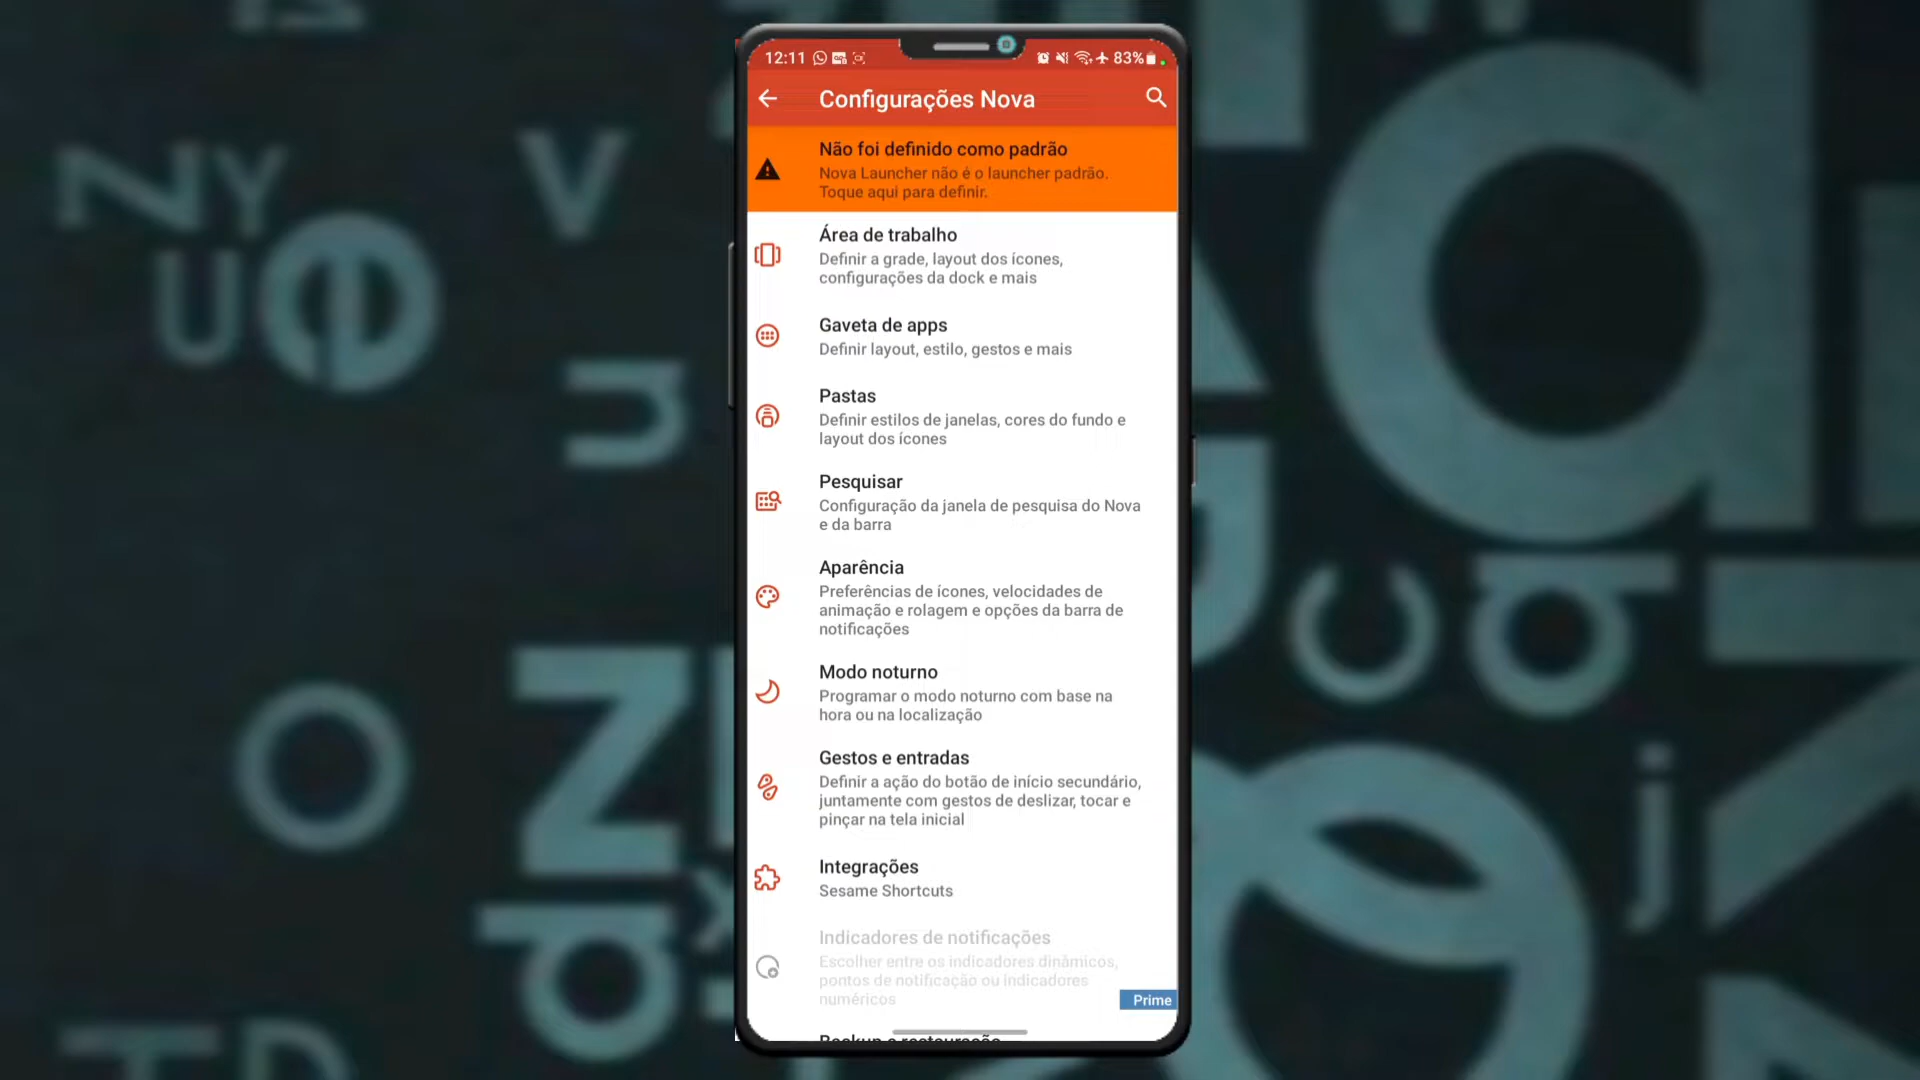 12:11
83%
Configurações Nova
Não foi definido como padrão
Nova Launcher não é o launcher padrão.
Toque aqui para definir.
Área de trabalho
Definir a grade, layout dos ícones,
configurações da dock e mais
Gaveta de apps
Definir layout, estilo, gestos e mais
Pastas
Definir estilos de janelas, cores do fundo e
layout dos ícones
Pesquisar
Configuração da janela de pesquisa do Nova
e da barra
Aparência
Preferências de ícones, velocidades de
animação e rolagem e opções da barra de
notificações
Modo noturno
Programar o modo noturno com base na
hora ou na localização
Gestos e entradas
Definir a ação do botão de início secundário,
juntamente com gestos de deslizar, tocar e
pinçar na tela inicial
Integrações
Sesame Shortcuts
Indicadores de notificações
Escolher entre os indicadores dinâmicos,
pontos de notificação ou indicadores
numéricos
Prime
Backup e restauração